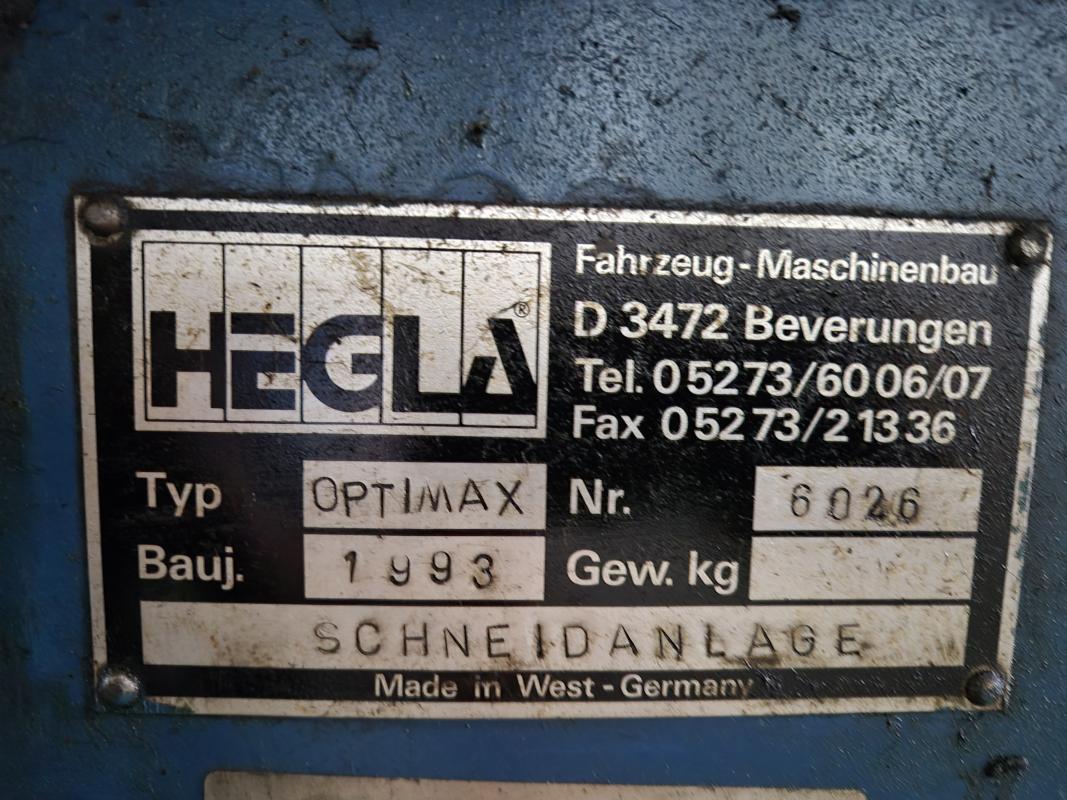 HEGLA®
Fahrzeug-Maschinenbau
D 3472 Beverungen
Tel. 05273/6006/07
Fax 05273/21336
Typ OPTIMAX Nr. 6026
Bauj. 1993 Gew. kg
SCHNEIDANLAGE
Made in West-Germany